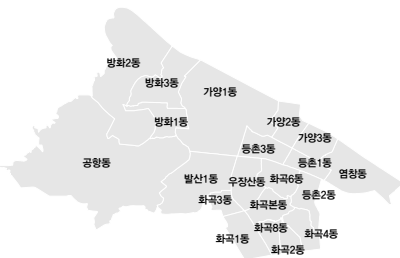 방화2동
방화3동
가양1동
방화1동
가양2동
가양3동
등촌3동
공항동
등촌1동
염창동
발산1동
우장산동
화곡6동
등촌2동
화곡3동
화곡본동
화곡8동
화곡4동
화곡1동
화곡2동